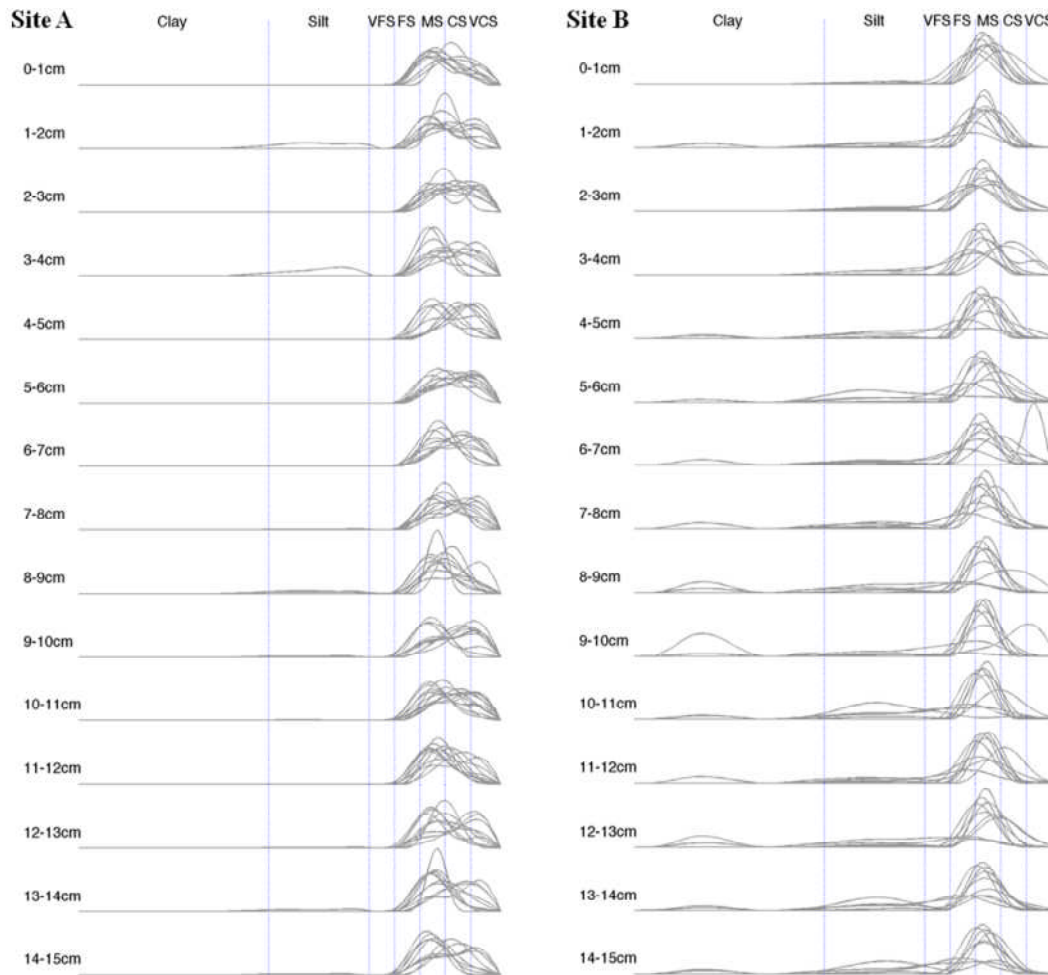 Site A Clay Silt VFS FS MS CS VCS
0-1cm
1-2cm
2-3cm
3-4cm
4-5cm
5-6cm
6-7cm
7-8cm
8-9cm
9-10cm
10-11cm
11-12cm
12-13cm
13-14cm
14-15cm
Site B Clay Silt VFS FS MS CS VCS
0-1cm
1-2cm
2-3cm
3-4cm
4-5cm
5-6cm
6-7cm
7-8cm
8-9cm
9-10cm
10-11cm
11-12cm
12-13cm
13-14cm
14-15cm